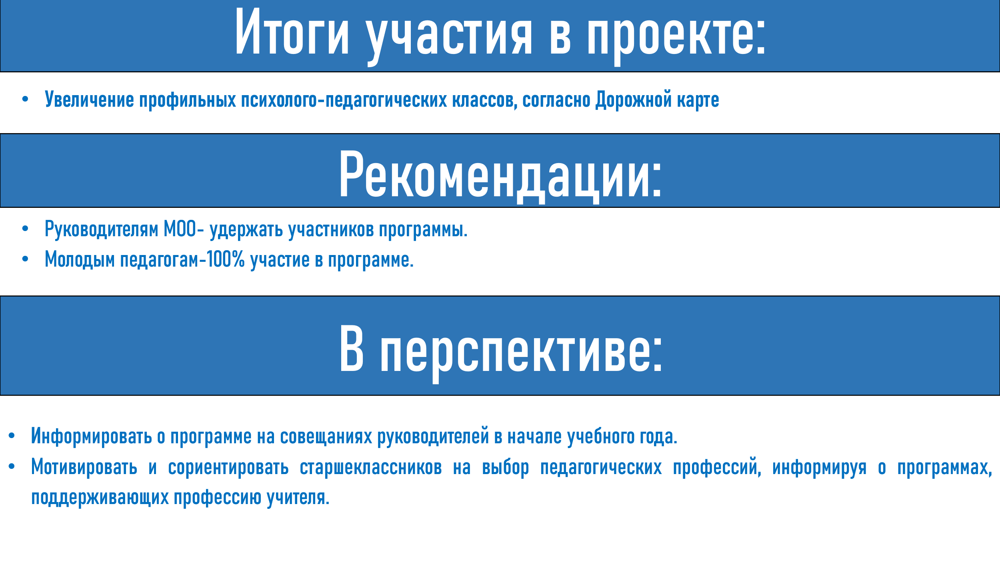 Итоги участия в проекте:
• Увеличение профильных психолого-педагогических классов, согласно Дорожной карте
Рекомендации:
• Руководителям МОО- удержать участников программы.
• Молодым педагогам-100% участие в программе.
В перспективе:
• Информировать о программе на совещаниях руководителей в начале учебного года.
• Мотивировать и сориентировать старшеклассников на выбор педагогических профессий, информируя о программах,
поддерживающих профессию учителя.